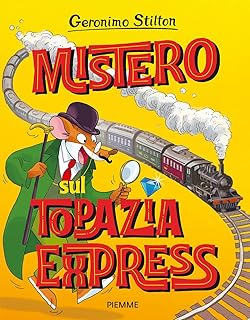 Geronimo Stilton
MISTERO
sul
TOPAZIA
EXPRESS
PIEMME